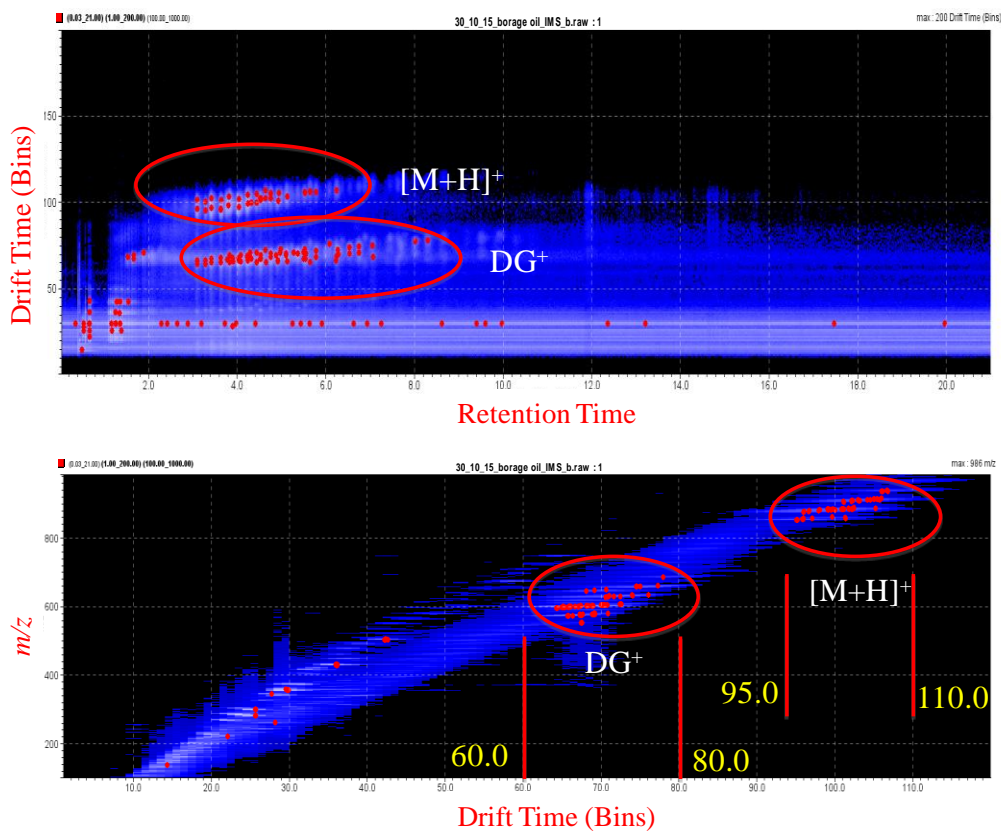 (0.03_21.00) (1.00_200.00) (100.00_1000.00)
30_10_15_borage oil_IMS_b.raw : 1
max : 200 Drift Time (Bins)
Drift Time (Bins)
150
100
50
[M+H]+
DG+
2.0 4.0 6.0 8.0 10.0 12.0 14.0 16.0 18.0 20.0
Retention Time
(0.03_21.00) (1.00_200.00) (100.00_1000.00)
30_10_15_borage oil_IMS_b.raw : 1
max : 986 m/z
m/z
800
600
400
200
[M+H]+
DG+
95.0
110.0
60.0
80.0
10.0 20.0 30.0 40.0 50.0 60.0 70.0 80.0 90.0 100.0 110.0
Drift Time (Bins)